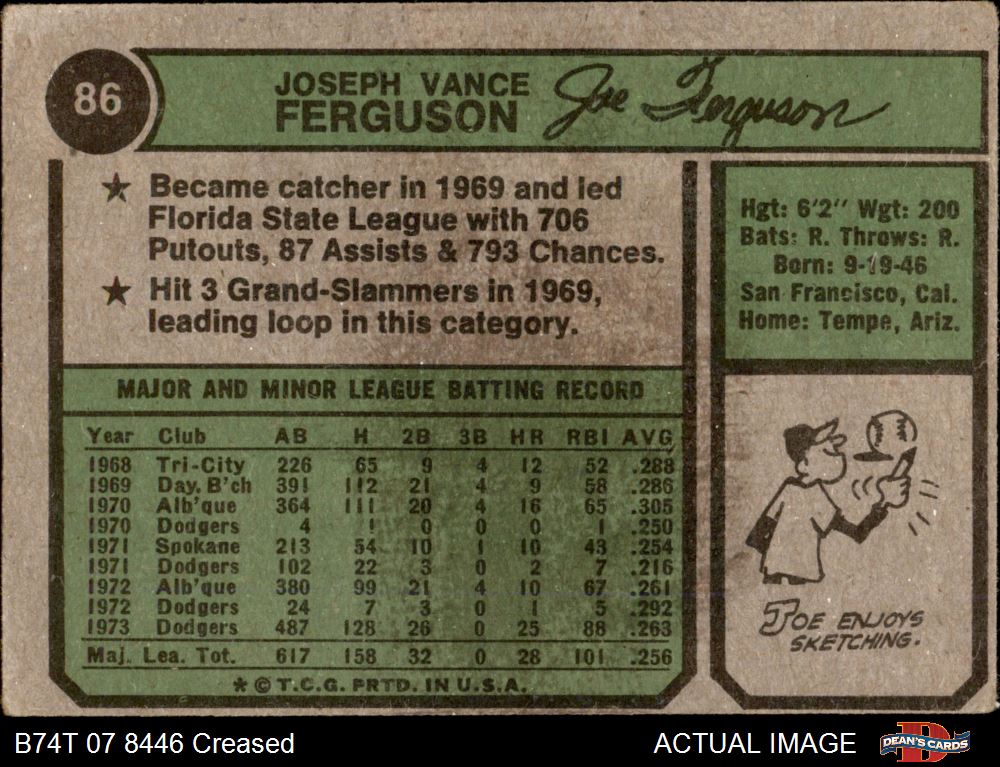 86
JOSEPH VANCE
FERGUSON
Joe Ferguson
★ Became catcher in 1969 and led
Florida State League with 706
Putouts, 87 Assists & 793 Chances.
★ Hit 3 Grand-Slammers in 1969,
leading loop in this category.
Hgt: 6'2" Wgt: 200
Bats: R. Throws: R.
Born: 9-19-46
San Francisco, Cal.
Home: Tempe, Ariz.
MAJOR AND MINOR LEAGUE BATTING RECORD
Year Club AB H 2B 3B HR RBI AVG.
1968 Tri-City 226 65 9 4 12 52 .288
1969 Day. B'ch 391 112 21 4 9 58 .286
1970 Alb'que 364 111 20 4 16 65 .305
1970 Dodgers 4 1 0 0 0 1 .250
1971 Spokane 213 54 10 1 10 43 .254
1971 Dodgers 102 22 3 0 2 7 .216
1972 Alb'que 380 99 21 4 10 67 .261
1972 Dodgers 24 7 3 0 1 5 .292
1973 Dodgers 487 128 26 0 25 88 .263
Maj. Lea. Tot. 617 158 32 0 28 101 .256
* © T.C.G. PRTD. IN U.S.A.
JOE ENJOYS
SKETCHING.
B74T 07 8446 Creased
ACTUAL IMAGE
D
DEAN'S CARDS